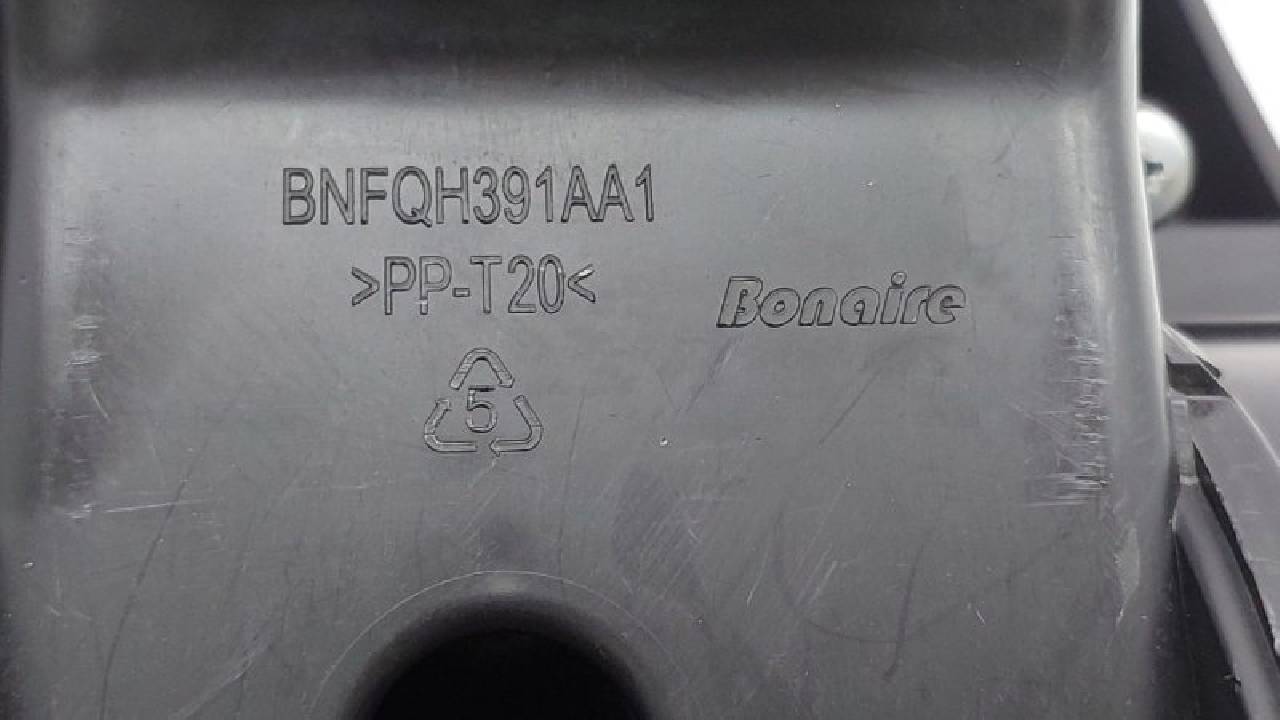 BNFQH391AA1
>PP-T20<
Bonaire
5